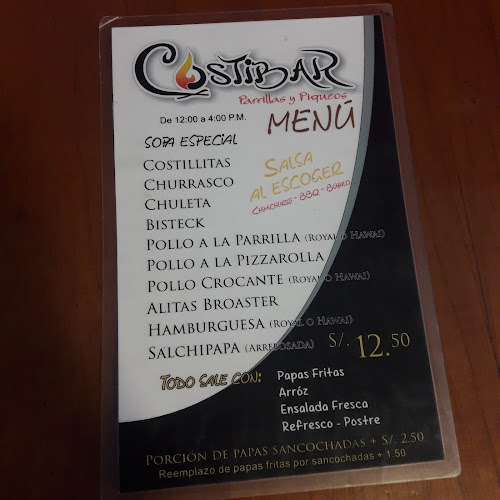 COSTIBAR
Parrillas y Piqueos
MENÚ
De 12:00 a 4:00 P.M.
SOPA ESPECIAL
COSTILLITAS
CHURRASCO
CHULETA
BISTECK
SALSA
AL ESCOGER
CHIMICHURRI - BBQ - BÚFALO
POLLO A LA PARRILLA (ROYAL O HAWAI)
POLLO A LA PIZZAROLLA
POLLO CROCANTE (ROYAL O HAWAI)
ALITAS BROASTER
HAMBURGUESA (ROYAL O HAWAI)
SALCHIPAPA (ARREBOSADA) S/. 12.50
TODO SALE CON:
Papas Fritas
Arróz
Ensalada Fresca
Refresco - Postre
PORCIÓN DE PAPAS SANCOCHADAS + S/. 2.50
Reemplazo de papas fritas por sancochadas + 1.50